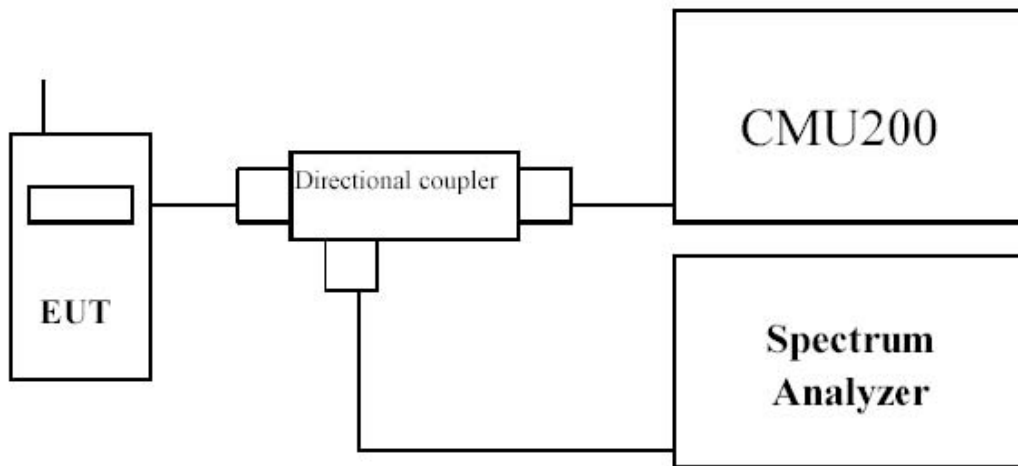 CMU200
Directional coupler
EUT
Spectrum
Analyzer